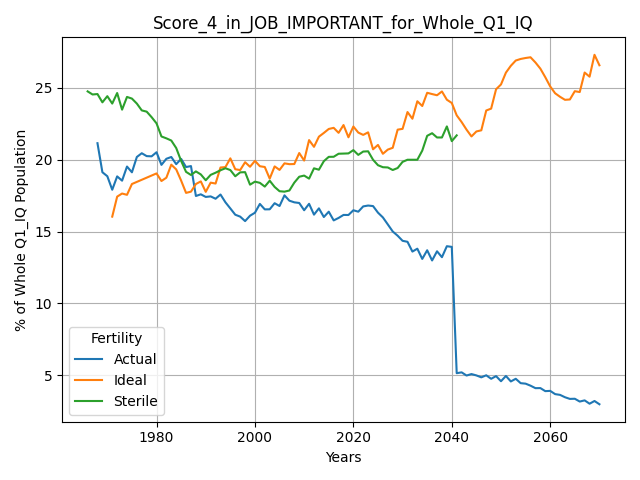 Score_4_in_JOB_IMPORTANT_for_Whole_Q1_IQ
% of Whole Q1_IQ Population
25
20
15
10
5
Fertility
Actual
Ideal
Sterile
1980 2000 2020 2040 2060
Years